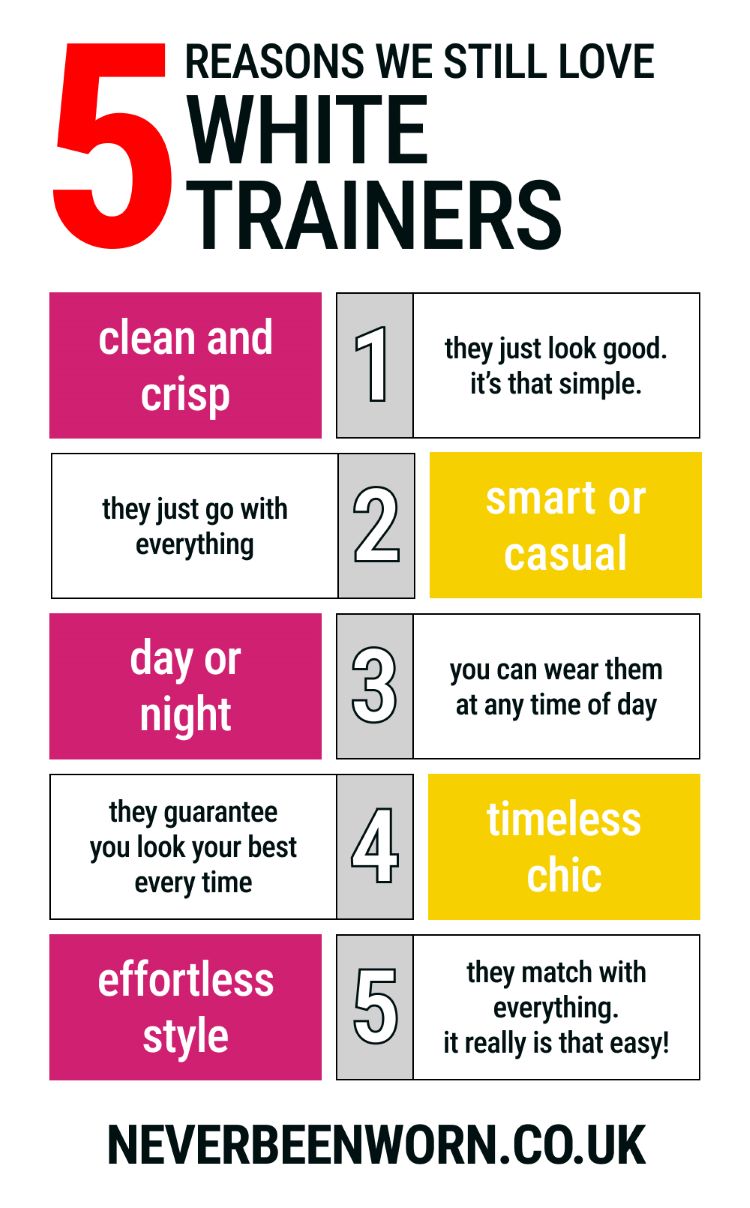 5
REASONS WE STILL LOVE
WHITE
TRAINERS
clean and
crisp
1
they just look good.
it's that simple.
they just go with
everything
2
smart or
casual
day or
night
3
you can wear them
at any time of day
they guarantee
you look your best
every time
4
timeless
chic
effortless
style
5
they match with
everything.
it really is that easy!
NEVERBEENWORN.CO.UK